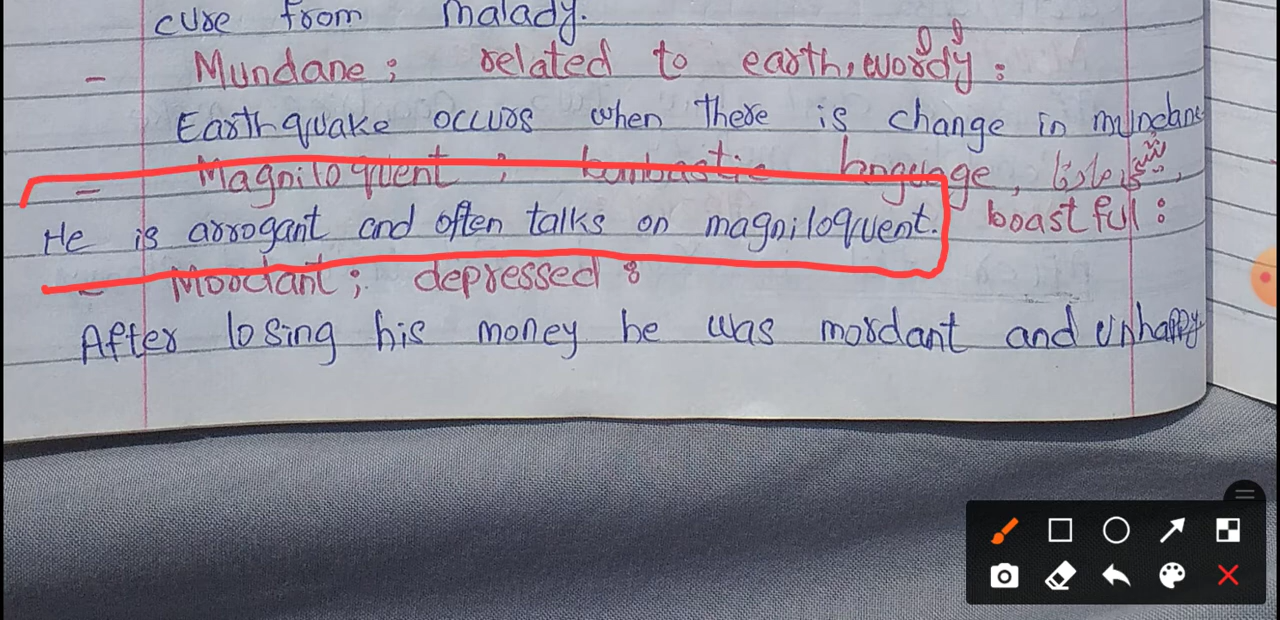 cure from malady.
- Mundane ; related to earth, wordy :
Earthquake occurs when there is change in mundane
- Magniloquent ; bombastic language,
He is arrogant and often talks on magniloquent. boastful :
- Mordant ; depressed :
After losing his money he was mordant and unhappy